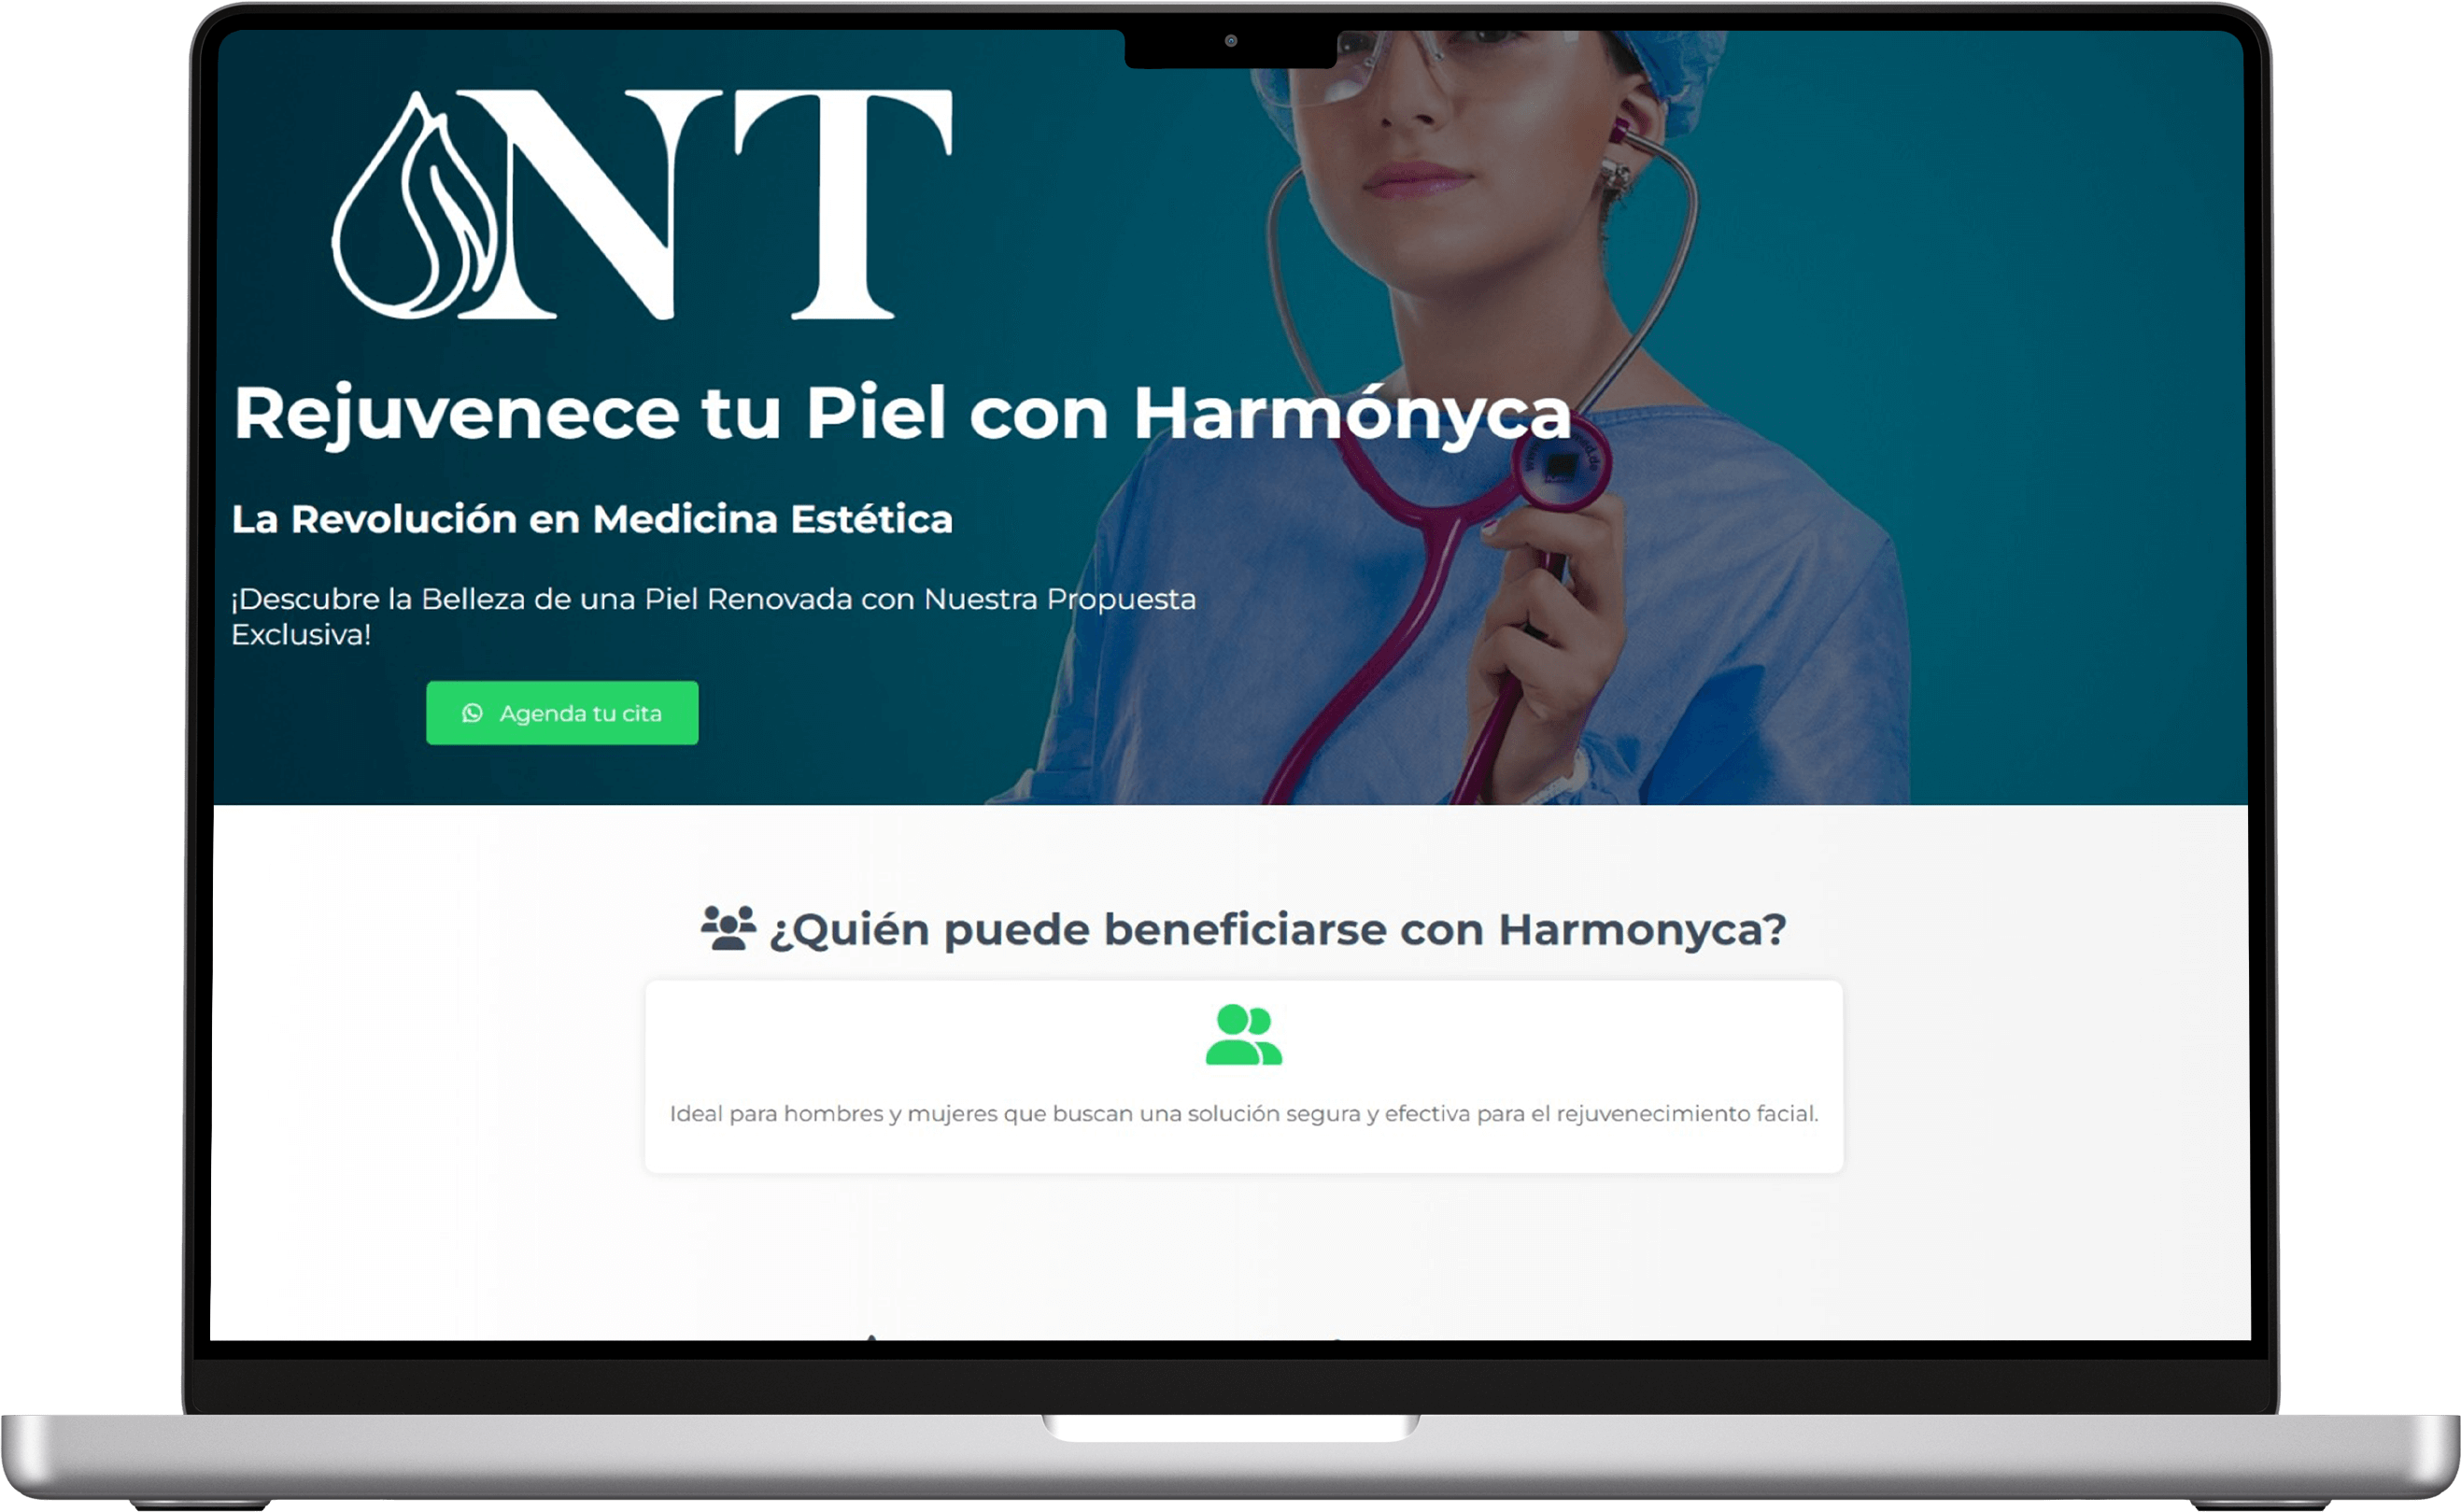 NT
Rejuvenece tu Piel con Harmónyca
La Revolución en Medicina Estética
¡Descubre la Belleza de una Piel Renovada con Nuestra Propuesta
Exclusiva!
Agenda tu cita
¿Quién puede beneficiarse con Harmonyca?
Ideal para hombres y mujeres que buscan una solución segura y efectiva para el rejuvenecimiento facial.